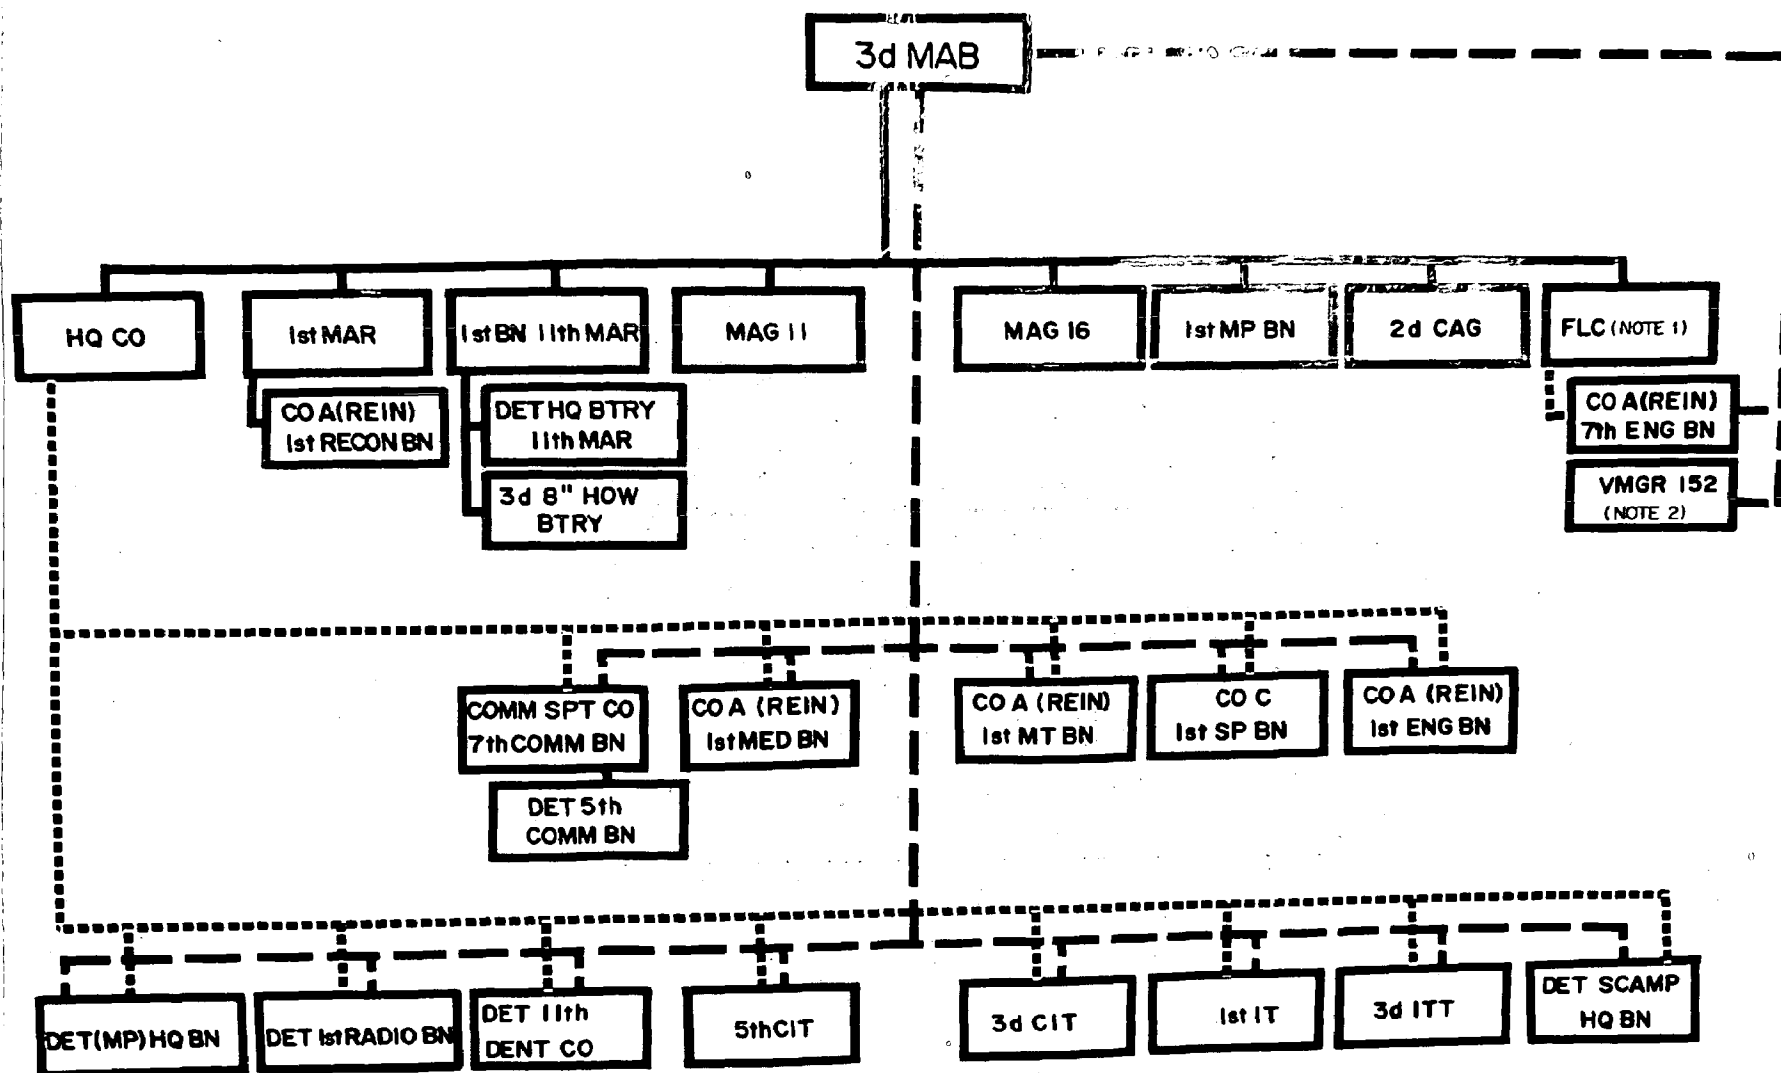 3d MAB
HQ CO
1st MAR
1st BN 11th MAR
MAG 11
MAG 16
1st MP BN
2d CAG
FLC (NOTE 1)
CO A (REIN)
1st RECON BN
DET HQ BTRY
11th MAR
3d 8" HOW
BTRY
CO A (REIN)
7th ENG BN
VMGR 152
(NOTE 2)
COMM SPT CO
7th COMM BN
CO A (REIN)
1st MED BN
CO A (REIN)
1st MT BN
CO C
1st SP BN
CO A (REIN)
1st ENG BN
DET 5th
COMM BN
DET (MP) HQ BN
DET 1st RADIO BN
DET 11th
DENT CO
5th CIT
3d CIT
1st IT
3d ITT
DET SCAMP
HQ BN